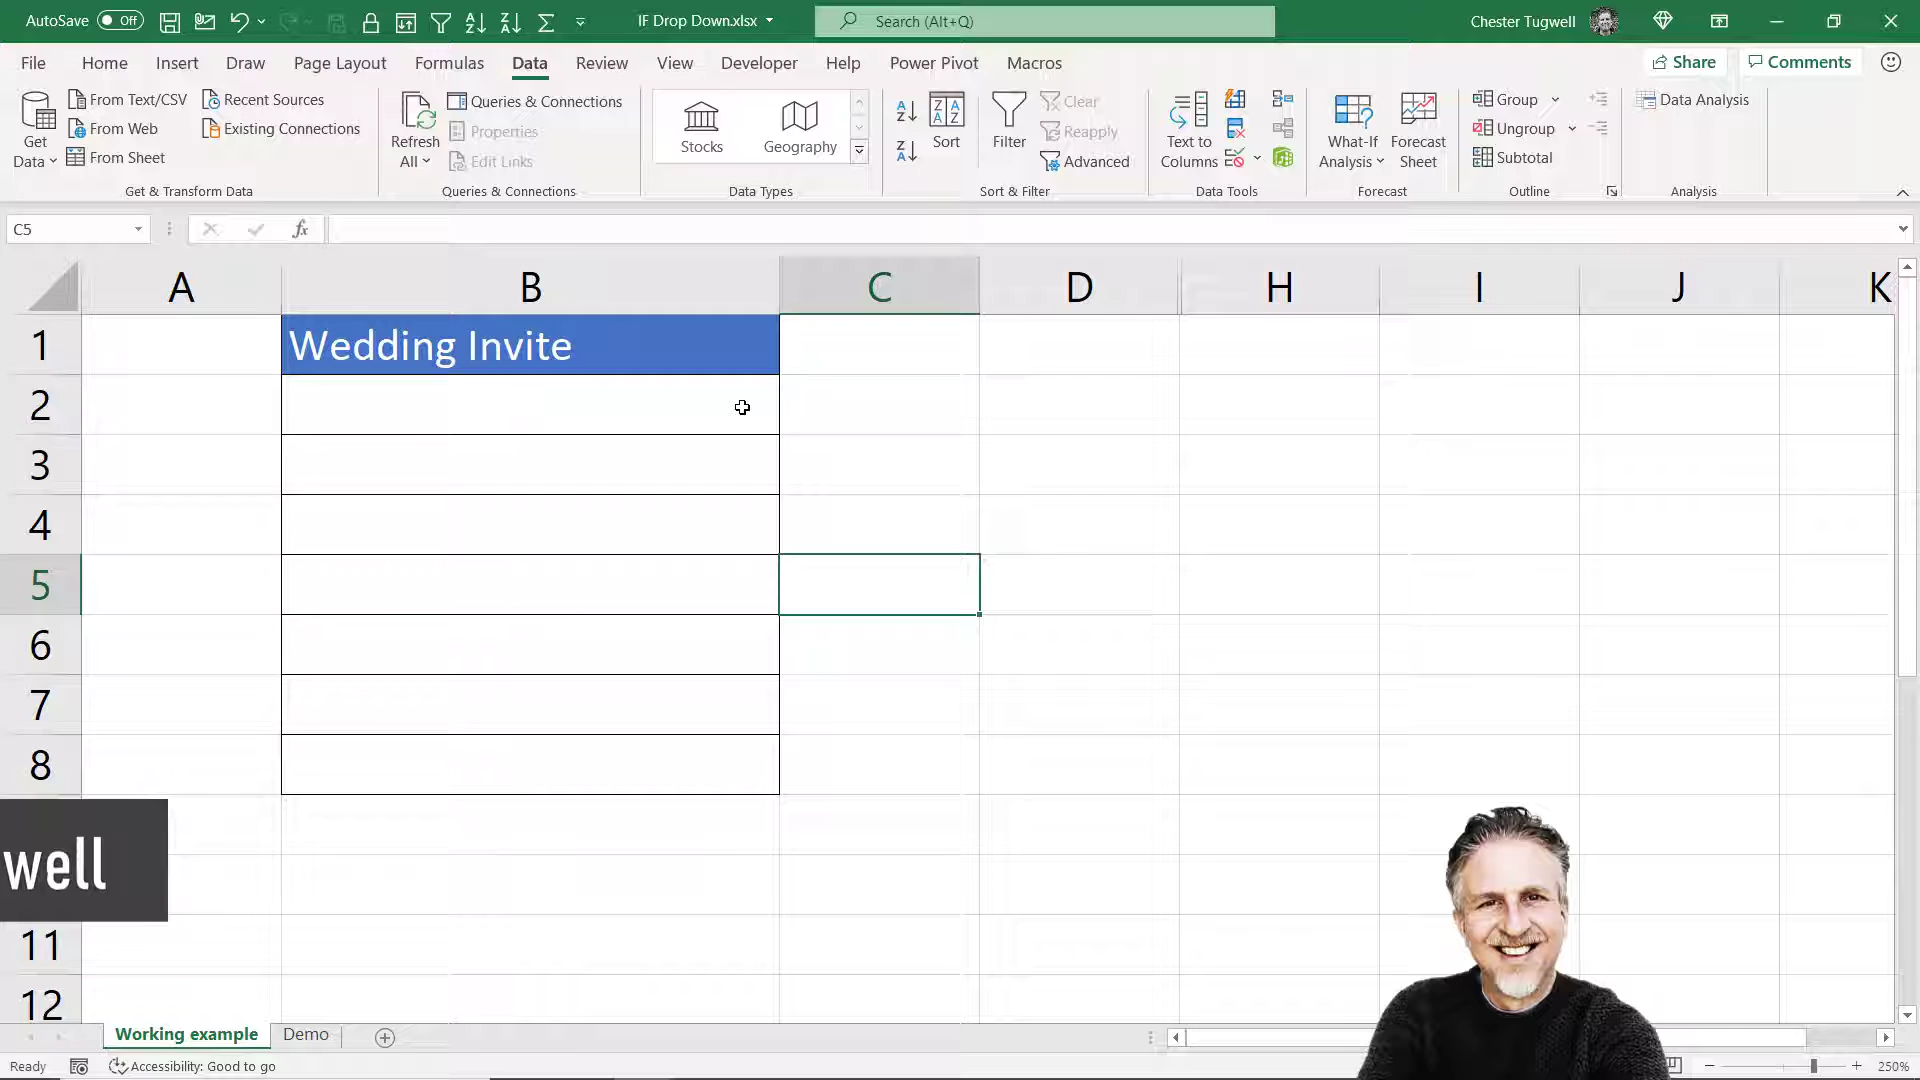 AutoSave Off IF Drop Down.xlsx Search (Alt+Q) Chester Tugwell
File Home Insert Draw Page Layout Formulas Data Review View Developer Help Power Pivot Macros Share Comments
Get Data
From Text/CSV
From Web
From Sheet
Recent Sources
Existing Connections
Get & Transform Data
Refresh All
Queries & Connections
Properties
Edit Links
Queries & Connections
Stocks
Geography
Data Types
Sort
Filter
Clear
Reapply
Advanced
Sort & Filter
Text to Columns
Data Tools
What-If Analysis
Forecast Sheet
Forecast
Group
Ungroup
Subtotal
Outline
Data Analysis
Analysis
C5 fx
A B C D H I J K
1 Wedding Invite
2
3
4
5
6
7
8
well
11
12
Working example Demo
Ready Accessibility: Good to go 250%